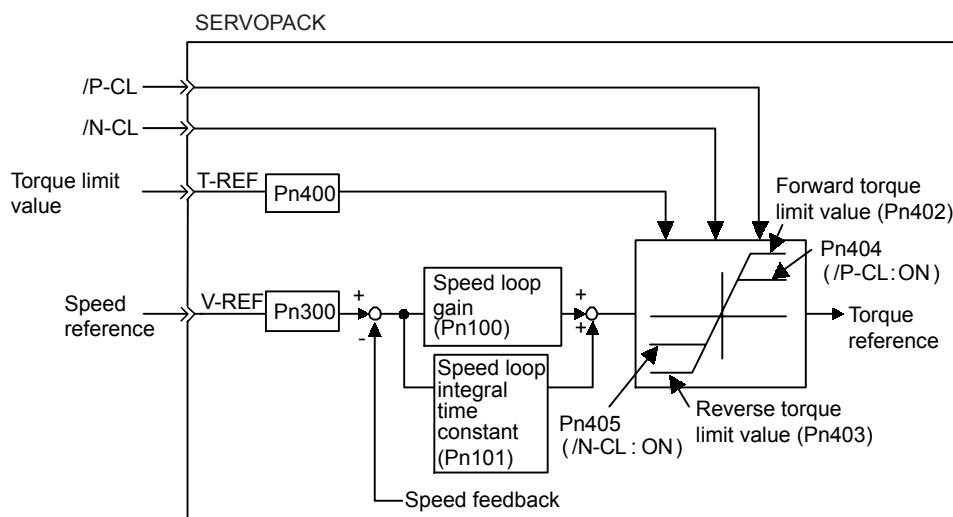 SERVOPACK
/P-CL
/N-CL
Torque limit
value
T-REF
Pn400
Forward torque
limit value (Pn402)
Pn404
(/P-CL:ON)
Speed
reference
V-REF
Pn300
+
-
Speed loop
gain
(Pn100)
+
+
Torque
reference
Speed loop
integral
time
constant
(Pn101)
Pn405
(/N-CL:ON)
Reverse torque
limit value (Pn403)
Speed feedback